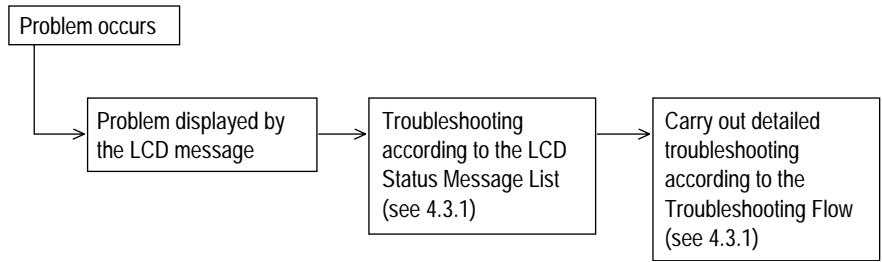 Problem occurs
Problem displayed by
the LCD message
Troubleshooting
according to the LCD
Status Message List
(see 4.3.1)
Carry out detailed
troubleshooting
according to the
Troubleshooting Flow
(see 4.3.1)